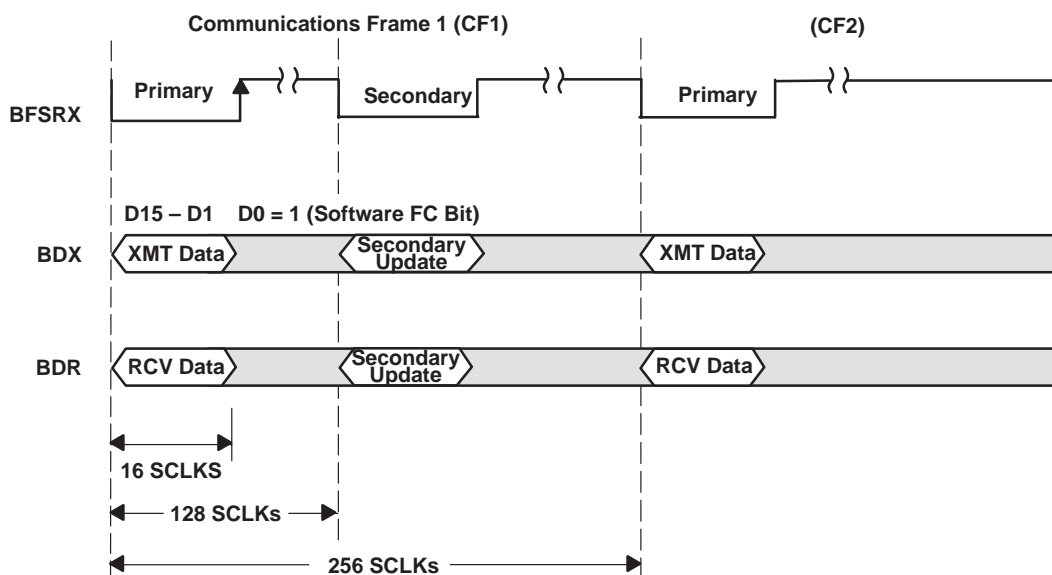 Communications Frame 1 (CF1)
(CF2)
BFSRX
Primary
Secondary
Primary
D15 – D1 D0 = 1 (Software FC Bit)
BDX
XMT Data
Secondary
Update
XMT Data
BDR
RCV Data
Secondary
Update
RCV Data
16 SCLKS
128 SCLKs
256 SCLKs